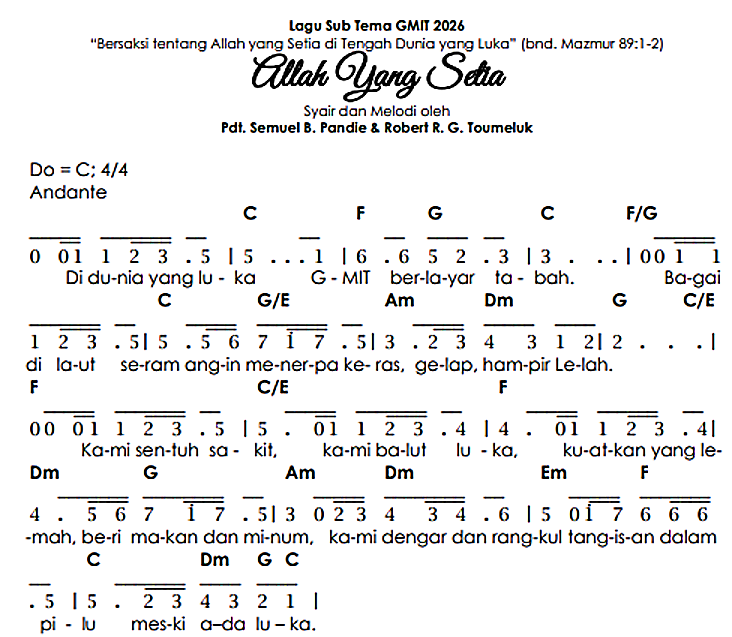 Lagu Sub Tema GMIT 2026
“Bersaksi tentang Allah yang Setia di Tengah Dunia yang Luka” (bnd. Mazmur 89:1-2)
Allah Yang Setia
Syair dan Melodi oleh
Pdt. Semuel B. Pandie & Robert R. G. Toumeluk
Do = C; 4/4
Andante
C F G C F/G
0 01 1 2 3 . 5 | 5 . . . 1 | 6 . 6 5 2 . 3 | 3 . . . | 0 0 1 1
Di du-nia yang lu - ka G - MIT ber-la-yar ta - bah. Ba-gai
C G/E Am Dm G C/E
1 2 3 . 5| 5 . 5 6 7 1 7 . 5| 3 . 2 3 4 3 1 2| 2 . . . |
di la-ut se-ram ang-in me-ner-pa ke- ras, ge-lap, ham-pir Le-lah.
F C/E F
0 0 01 1 2 3 . 5 | 5 . 01 1 2 3 . 4 | 4 . 01 1 2 3 . 4|
Ka-mi sen-tuh sa - kit, ka-mi ba-lut lu - ka, ku-at-kan yang le-
Dm G Am Dm Em F
4 . 5 6 7 1 7 . 5| 3 0 2 3 4 3 4 . 6 | 5 0 1 7 6 6 6
-mah, be-ri ma-kan dan mi-num, ka-mi dengar dan rang-kul tang-is-an dalam
C Dm G C
. 5 | 5 . 2 3 4 3 2 1 |
pi - lu mes-ki a–da lu – ka.